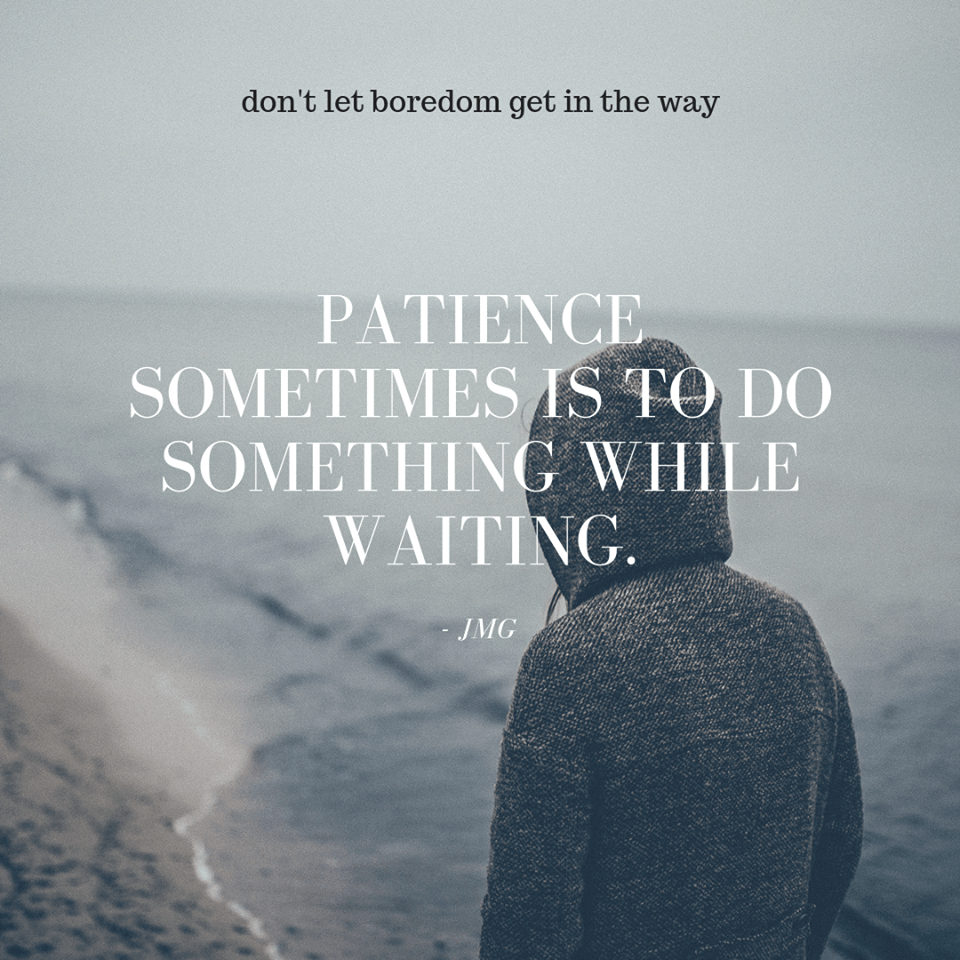 don't let boredom get in the way
PATIENCE
SOMETIMES IS TO DO
SOMETHING WHILE
WAITING.
- JMG